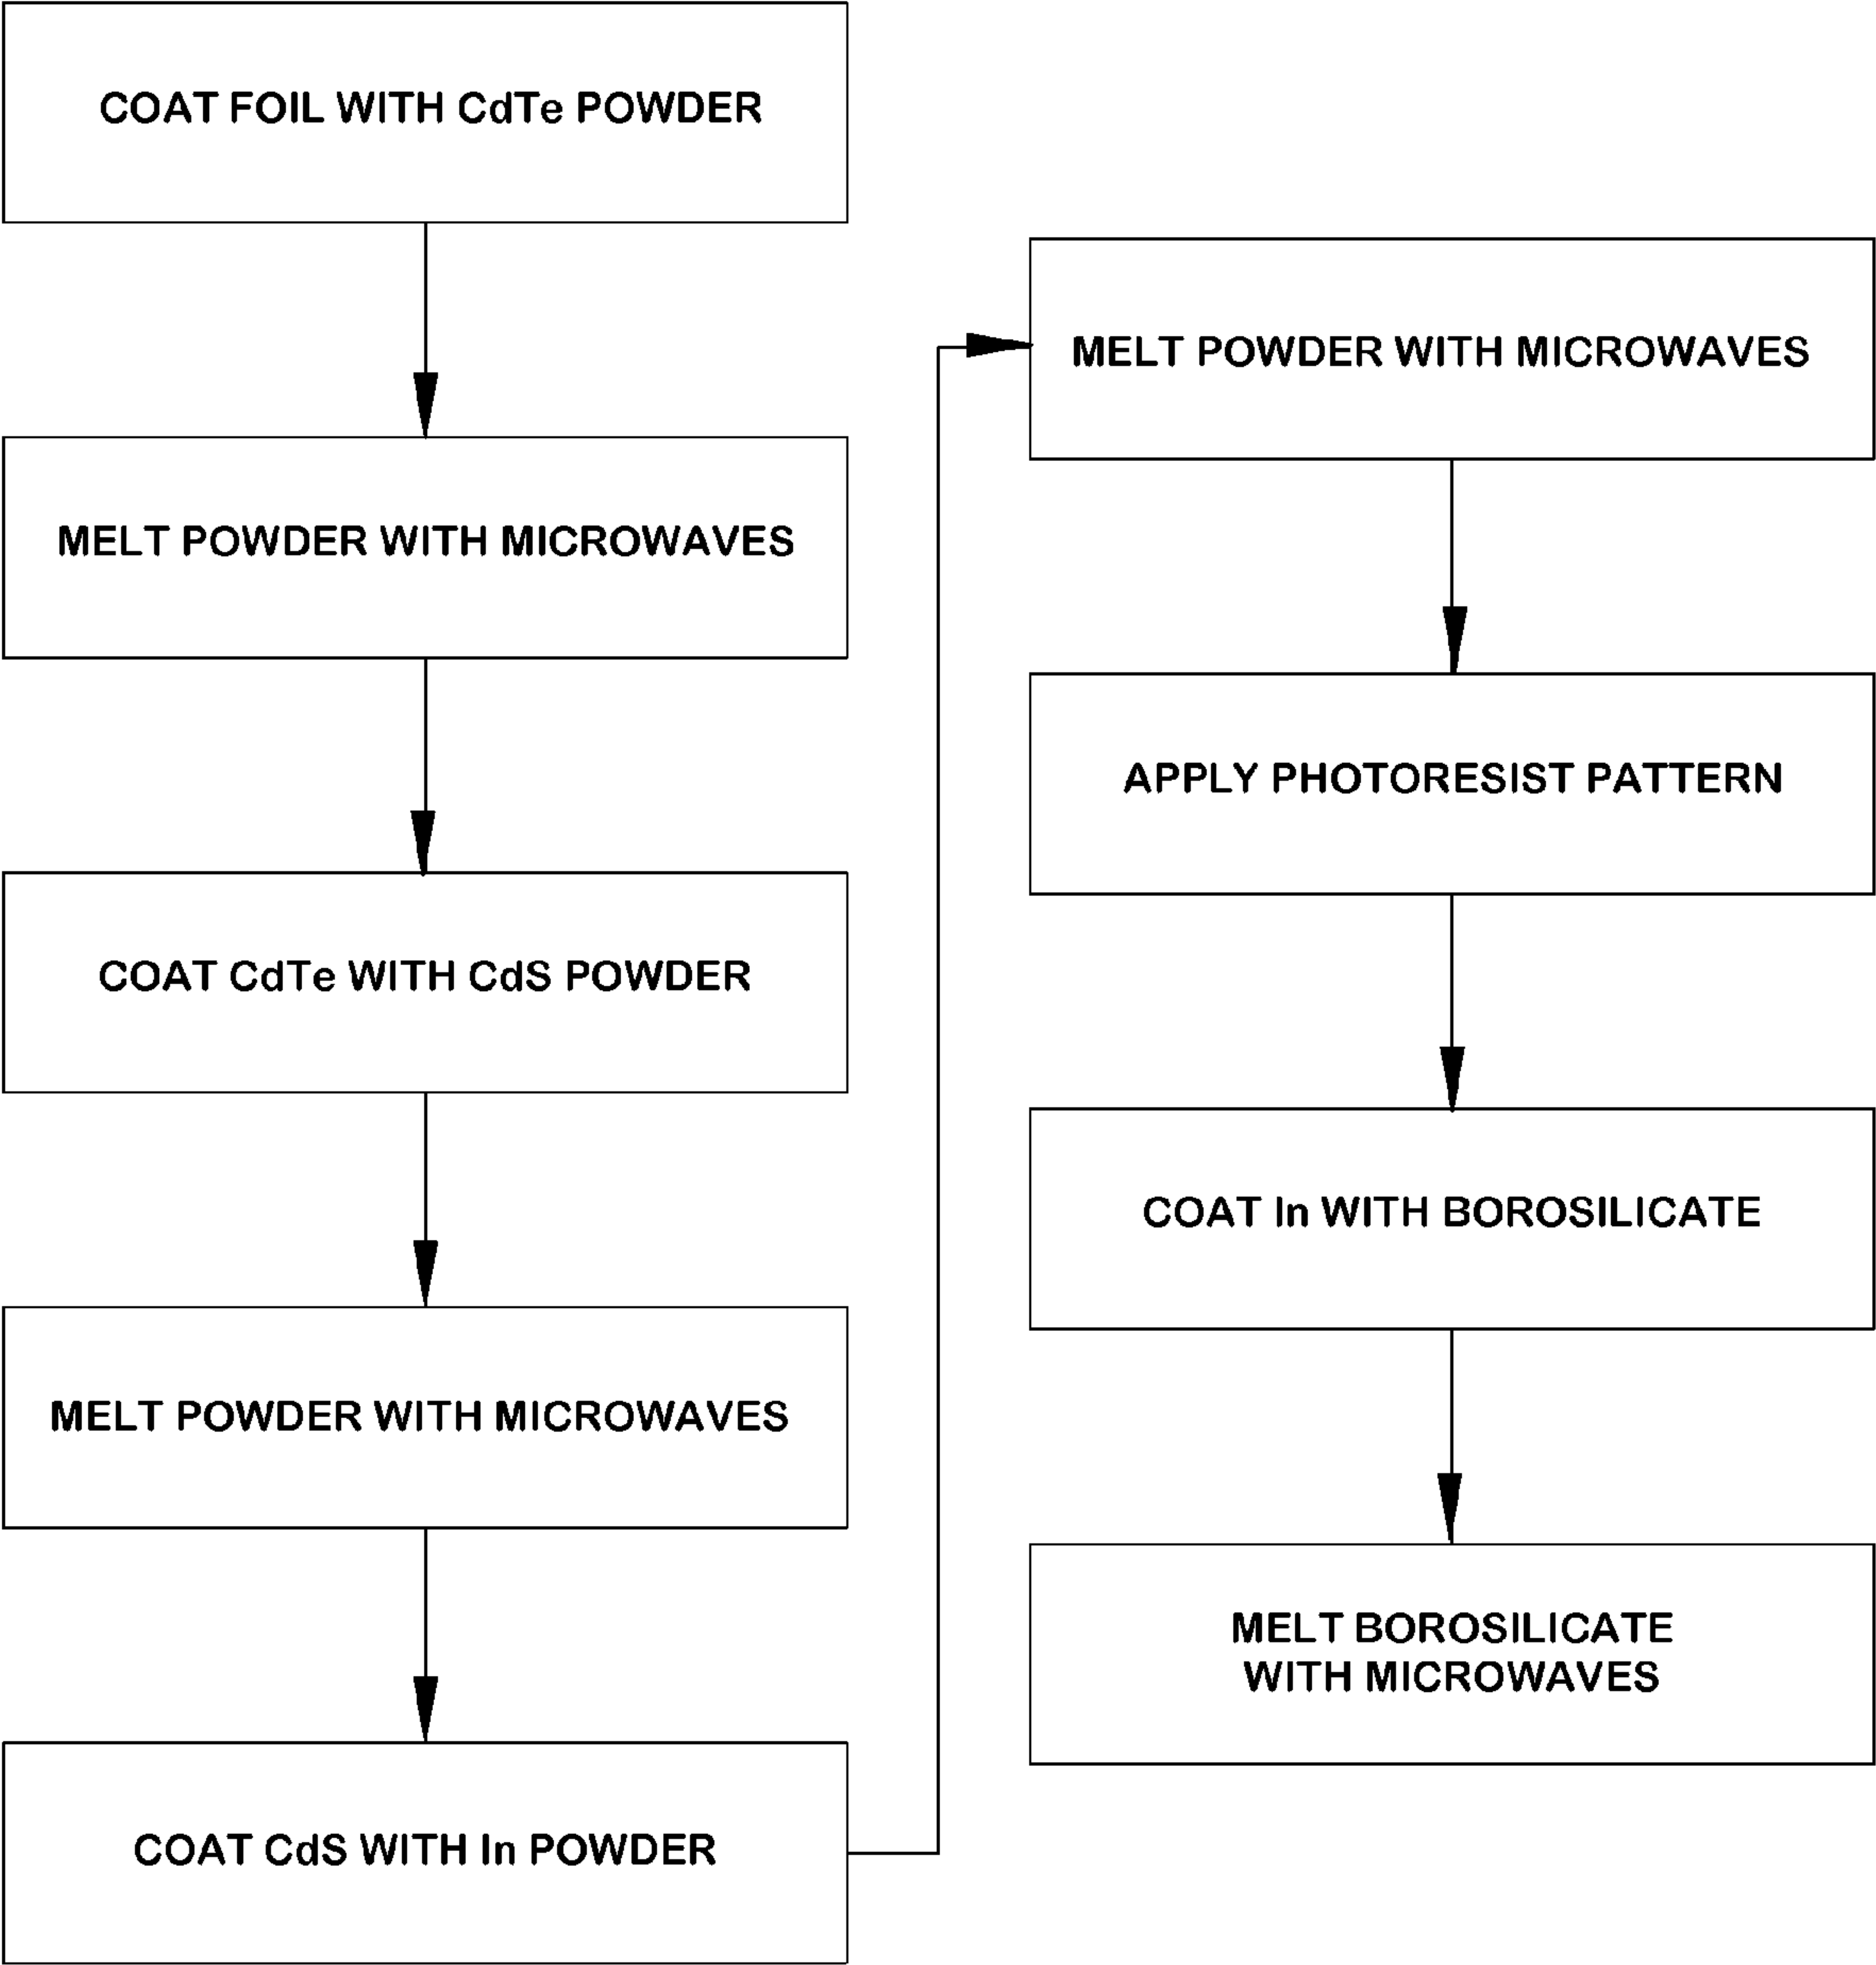 COAT FOIL WITH CdTe POWDER
MELT POWDER WITH MICROWAVES
COAT CdTe WITH CdS POWDER
MELT POWDER WITH MICROWAVES
COAT CdS WITH In POWDER
MELT POWDER WITH MICROWAVES
APPLY PHOTORESIST PATTERN
COAT In WITH BOROSILICATE
MELT BOROSILICATE
WITH MICROWAVES